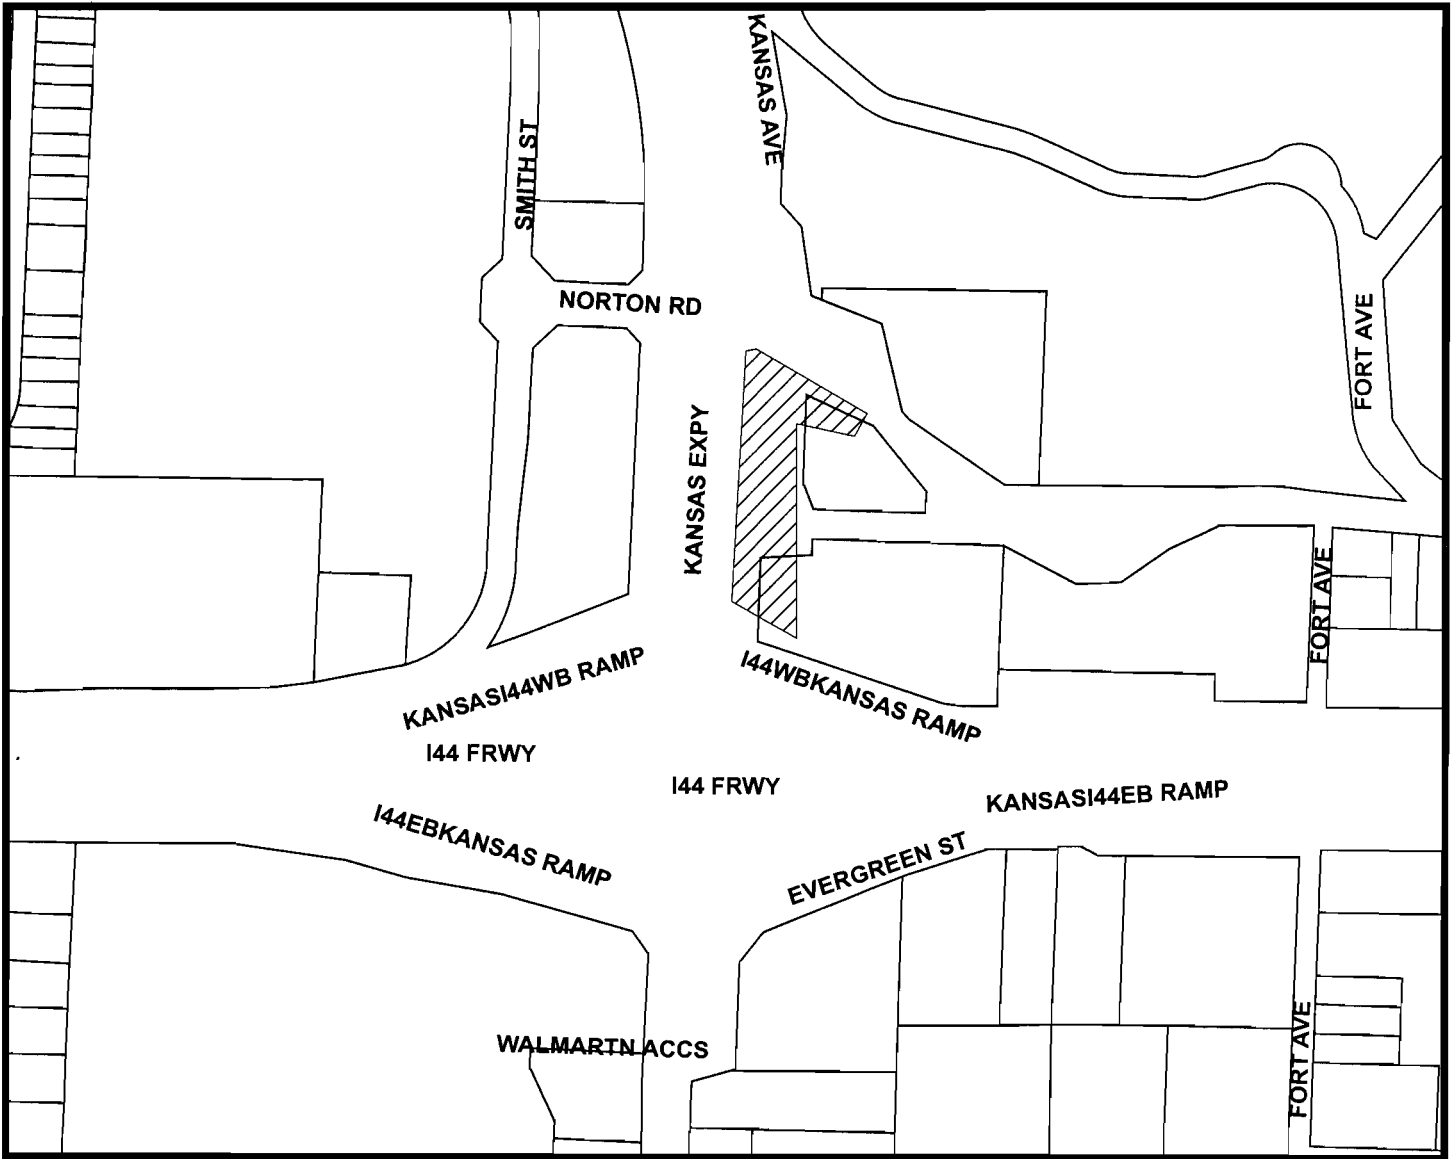 KANSAS AVE
SMITH ST
NORTON RD
FORT AVE
KANSAS EXPY
FORT AVE
KANSASI44WB RAMP
I44WBKANSAS RAMP
I44 FRWY
I44 FRWY
KANSASI44EB RAMP
I44EBKANSAS RAMP
EVERGREEN ST
WALMARTN ACCS
FORT AVE